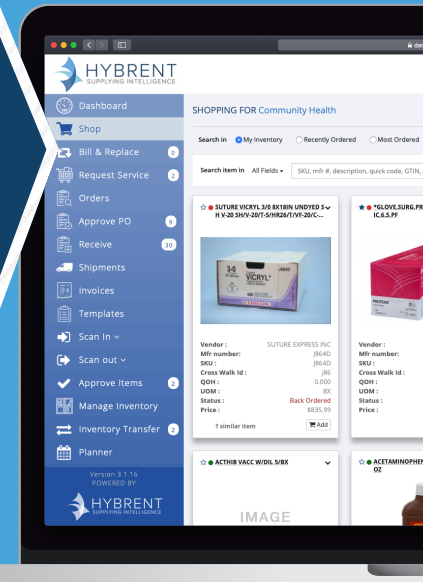 de
HYBRENT
SUPPLYING INTELLIGENCE
Dashboard
Shop
Bill & Replace 0
Request Service 2
Orders
Approve PO 9
Receive 30
Shipments
Invoices
Templates
Scan In
Scan out
Approve Items 2
Manage Inventory
Inventory Transfer 2
Planner
Version 3.1.16
POWERED BY
HYBRENT
SUPPLYING INTELLIGENCE
SHOPPING FOR Community Health
Search in My Inventory Recently Ordered Most Ordered
Search item in All Fields SKU, mfr #, description, quick code, GTIN,
SUTURE VICRYL 3/0 8X18IN UNDYED S
H V-20 SH/V-20/T-5/HR26/T/VF-20/C-...
3-0
J864D
VICRYL
Vendor : SUTURE EXPRESS INC
Mfr number: J864D
SKU : J864D
Cross Walk Id : J86
QOH : 0.000
UOM : BX
Status : Back Ordered
Price : $835.99
1 similar item Add
*GLOVE,SURG,PR
IC,6.5,PF
PROTEXIS
Vendor :
Mfr number:
SKU :
Cross Walk Id :
QOH :
UOM :
Status :
Price :
ACTHIB VACC W/DIL 5/BX
IMAGE
ACETAMINOPHEN
OZ